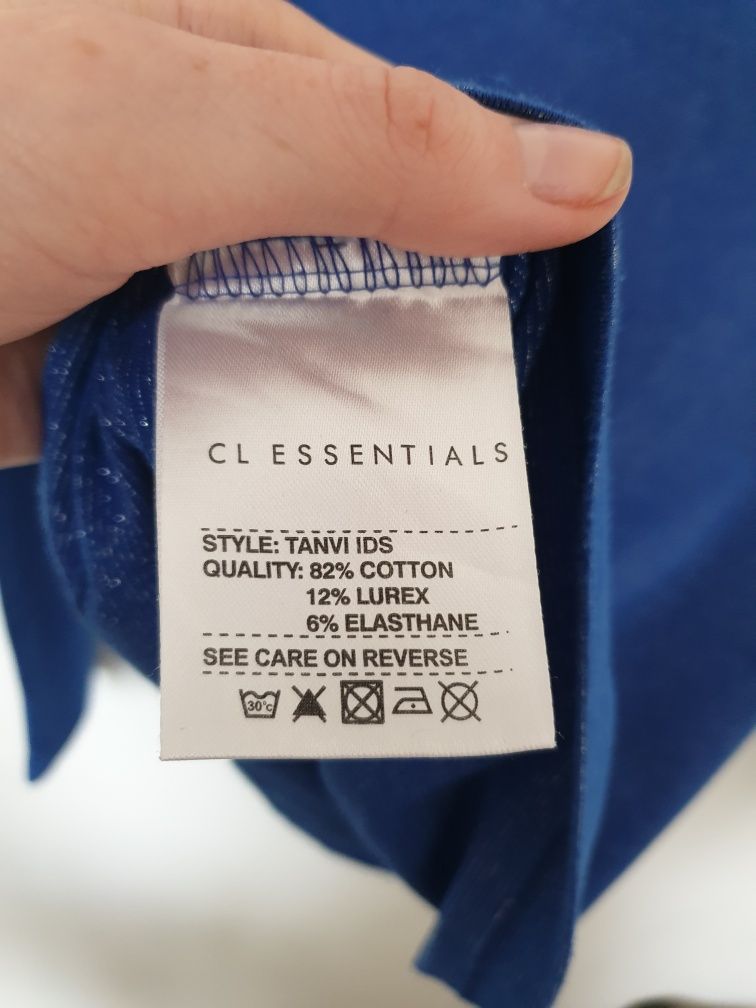 CL ESSENTIALS
STYLE: TANVI IDS
QUALITY: 82% COTTON
12% LUREX
6% ELASTHANE
SEE CARE ON REVERSE
30°C